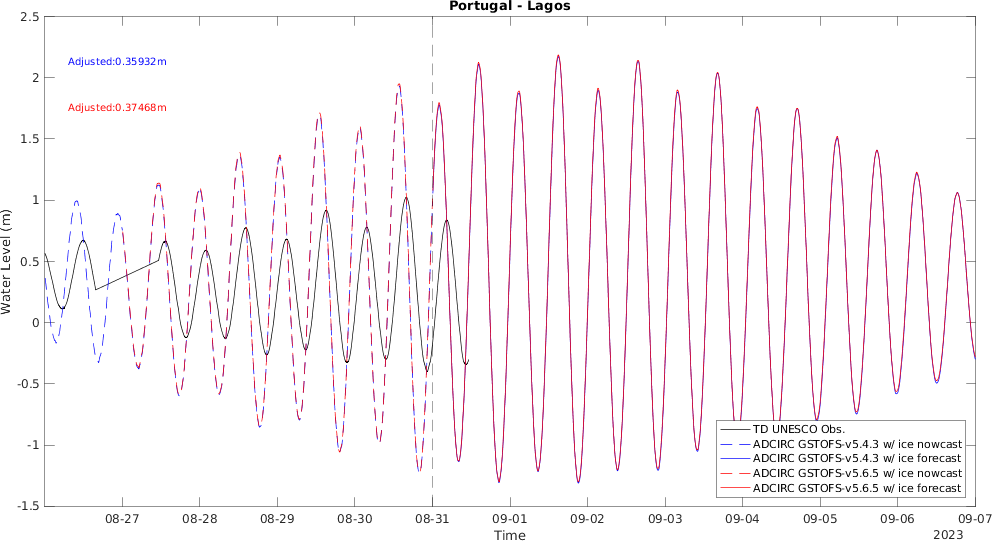 Portugal - Lagos
2.5
2
1.5
1
0.5
0
-0.5
-1
-1.5
Water Level (m)
Adjusted:0.35932m
Adjusted:0.37468m
TD UNESCO Obs.
ADCIRC GSTOFS-v5.4.3 w/ ice nowcast
ADCIRC GSTOFS-v5.4.3 w/ ice forecast
ADCIRC GSTOFS-v5.6.5 w/ ice nowcast
ADCIRC GSTOFS-v5.6.5 w/ ice forecast
08-27 08-28 08-29 08-30 08-31 09-01 09-02 09-03 09-04 09-05 09-06 09-07
Time
2023